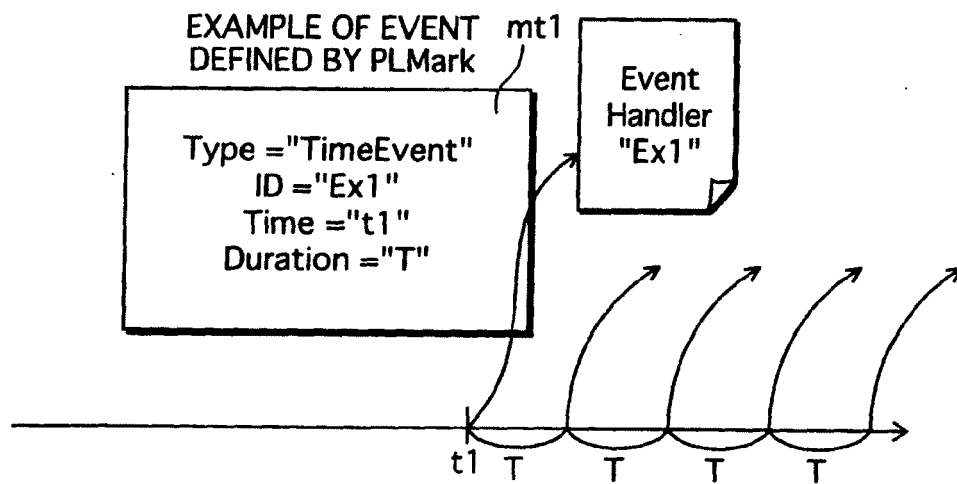 EXAMPLE OF EVENT mt1
DEFINED BY PLMark
Type ="TimeEvent"
ID ="Ex1"
Time ="t1"
Duration ="T"
Event
Handler
"Ex1"
t1 T T T T